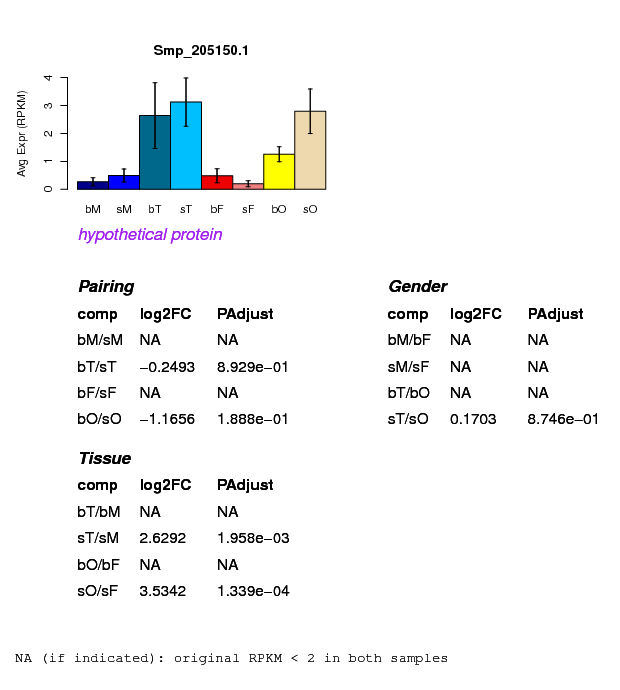 Smp_205150.1
Avg Expr (RPKM)
4
3
2
1
0
bM sM bT sT bF sF bO sO
hypothetical protein
Pairing
comp log2FC PAdjust
bM/sM NA NA
bT/sT −0.2493 8.929e−01
bF/sF NA NA
bO/sO −1.1656 1.888e−01
Gender
comp log2FC PAdjust
bM/bF NA NA
sM/sF NA NA
bT/bO NA NA
sT/sO 0.1703 8.746e−01
Tissue
comp log2FC PAdjust
bT/bM NA NA
sT/sM 2.6292 1.958e−03
bO/bF NA NA
sO/sF 3.5342 1.339e−04
NA (if indicated): original RPKM < 2 in both samples